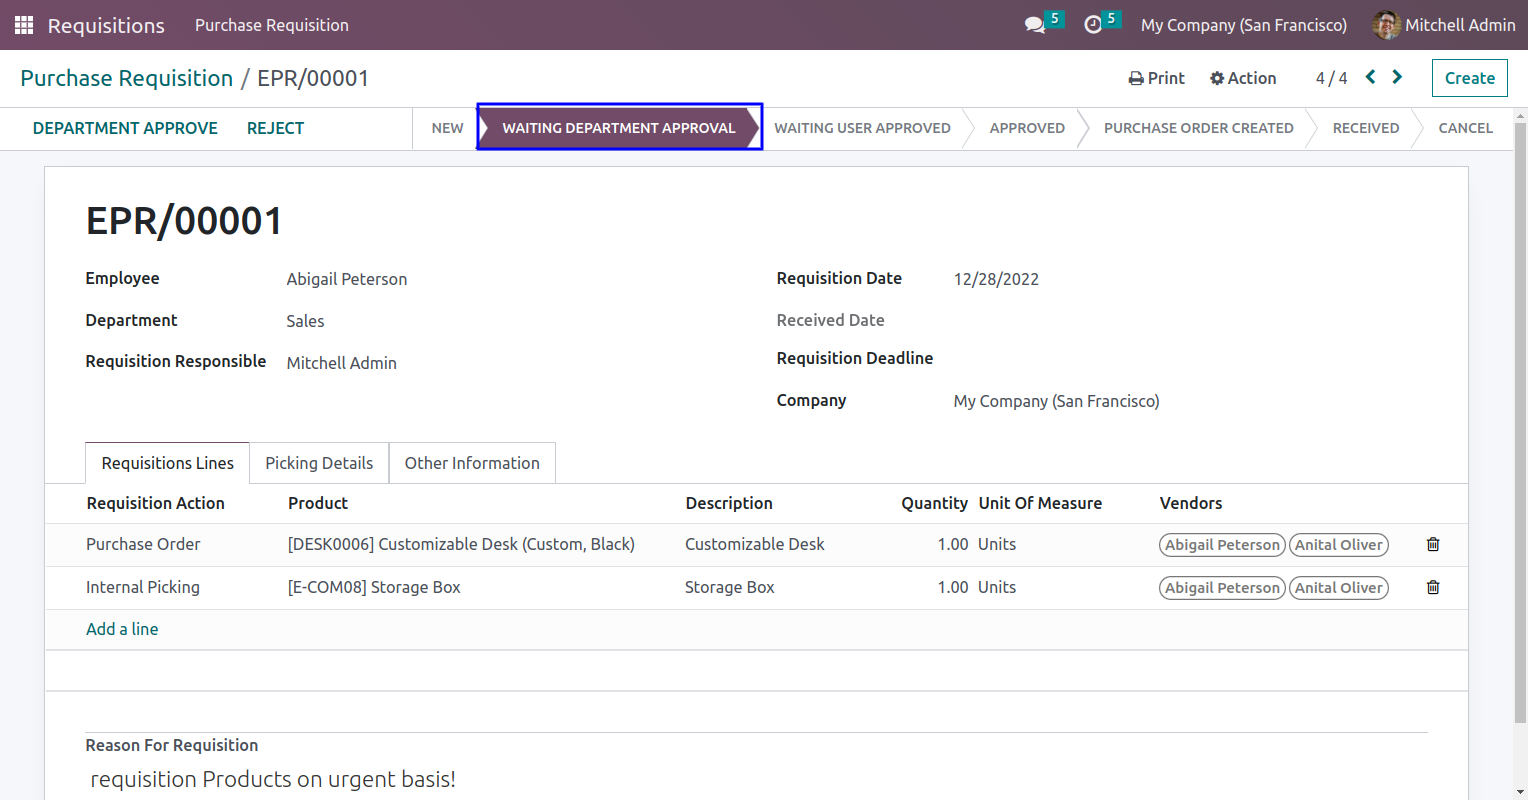 Requisitions Purchase Requisition 5 5 My Company (San Francisco) Mitchell Admin
Purchase Requisition / EPR/00001 Print Action 4 / 4 Create
DEPARTMENT APPROVE REJECT NEW WAITING DEPARTMENT APPROVAL WAITING USER APPROVED APPROVED PURCHASE ORDER CREATED RECEIVED CANCEL
EPR/00001
Employee Abigail Peterson Requisition Date 12/28/2022
Department Sales Received Date
Requisition Responsible Mitchell Admin Requisition Deadline
Company My Company (San Francisco)
Requisitions Lines Picking Details Other Information
Requisition Action Product Description Quantity Unit Of Measure Vendors
Purchase Order [DESK0006] Customizable Desk (Custom, Black) Customizable Desk 1.00 Units Abigail Peterson Anital Oliver
Internal Picking [E-COM08] Storage Box Storage Box 1.00 Units Abigail Peterson Anital Oliver
Add a line
Reason For Requisition
requisition Products on urgent basis!